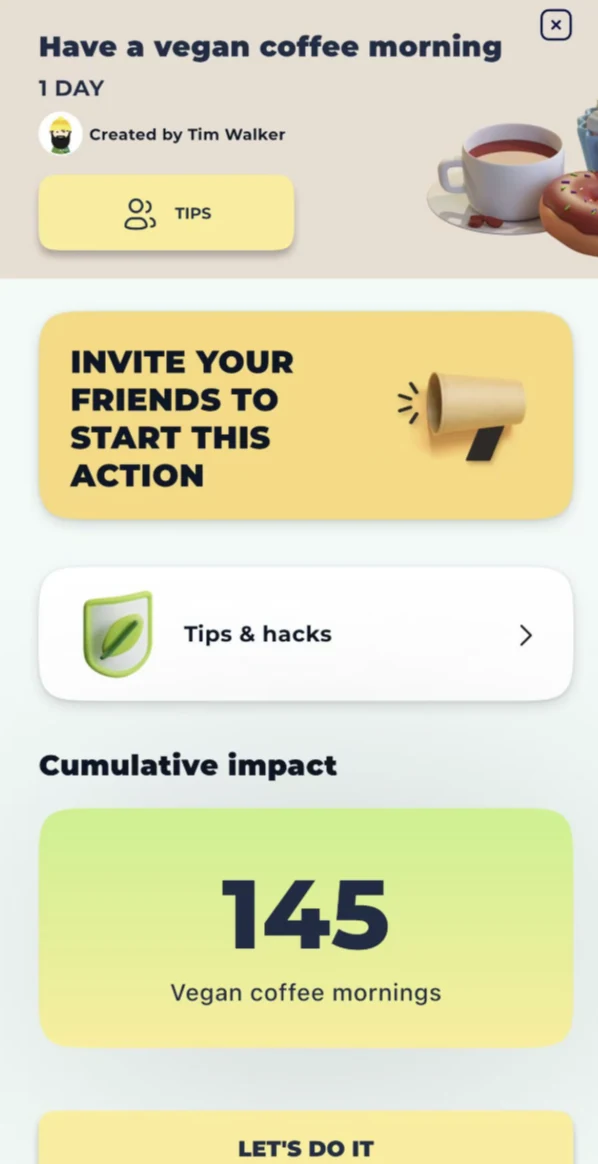 Have a vegan coffee morning
1 DAY
Created by Tim Walker
TIPS
INVITE YOUR
FRIENDS TO
START THIS
ACTION
Tips & hacks
Cumulative impact
145
Vegan coffee mornings
LET'S DO IT